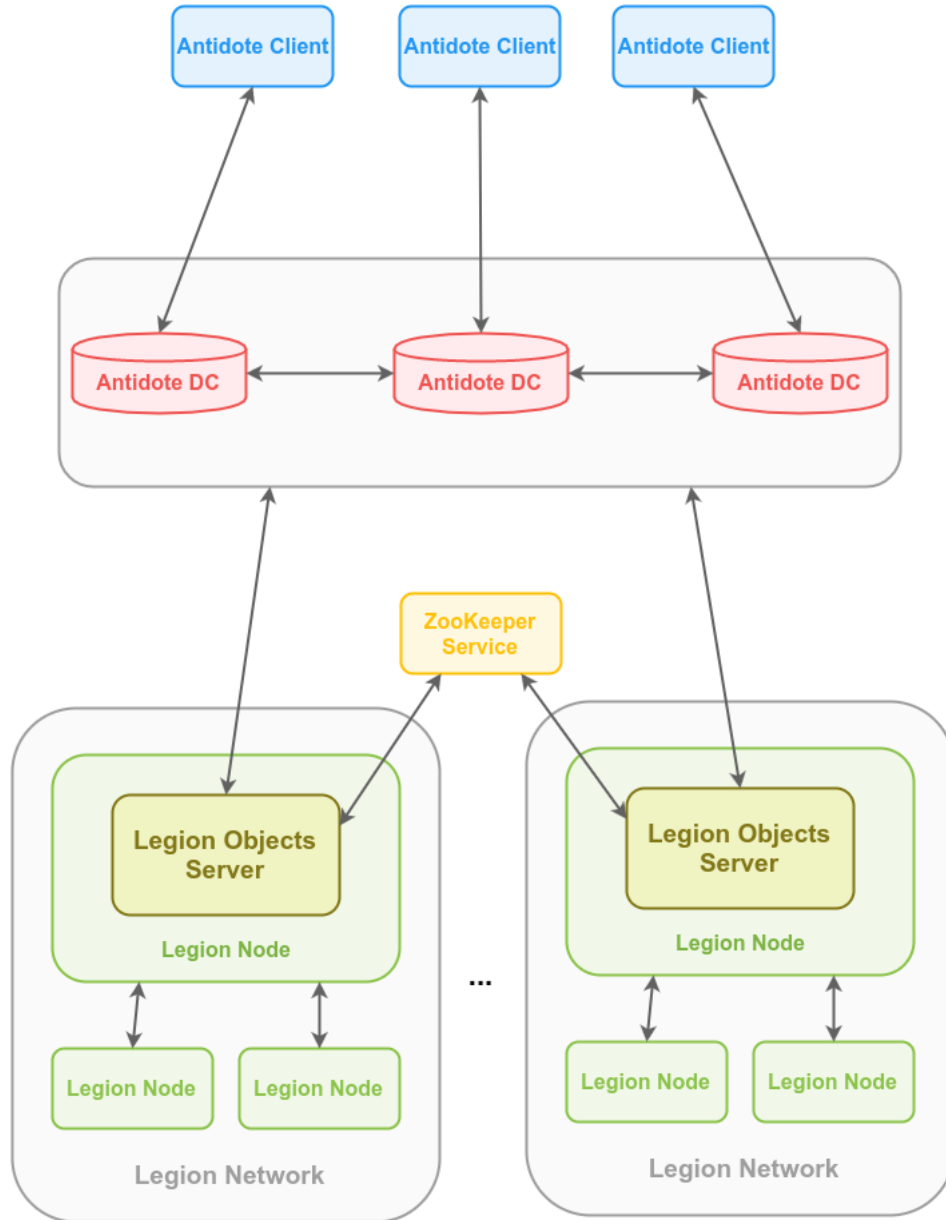 Antidote Client
Antidote Client
Antidote Client
Antidote DC
Antidote DC
Antidote DC
ZooKeeper
Service
Legion Objects
Server
Legion Node
Legion Objects
Server
Legion Node
...
Legion Node
Legion Node
Legion Node
Legion Node
Legion Network
Legion Network